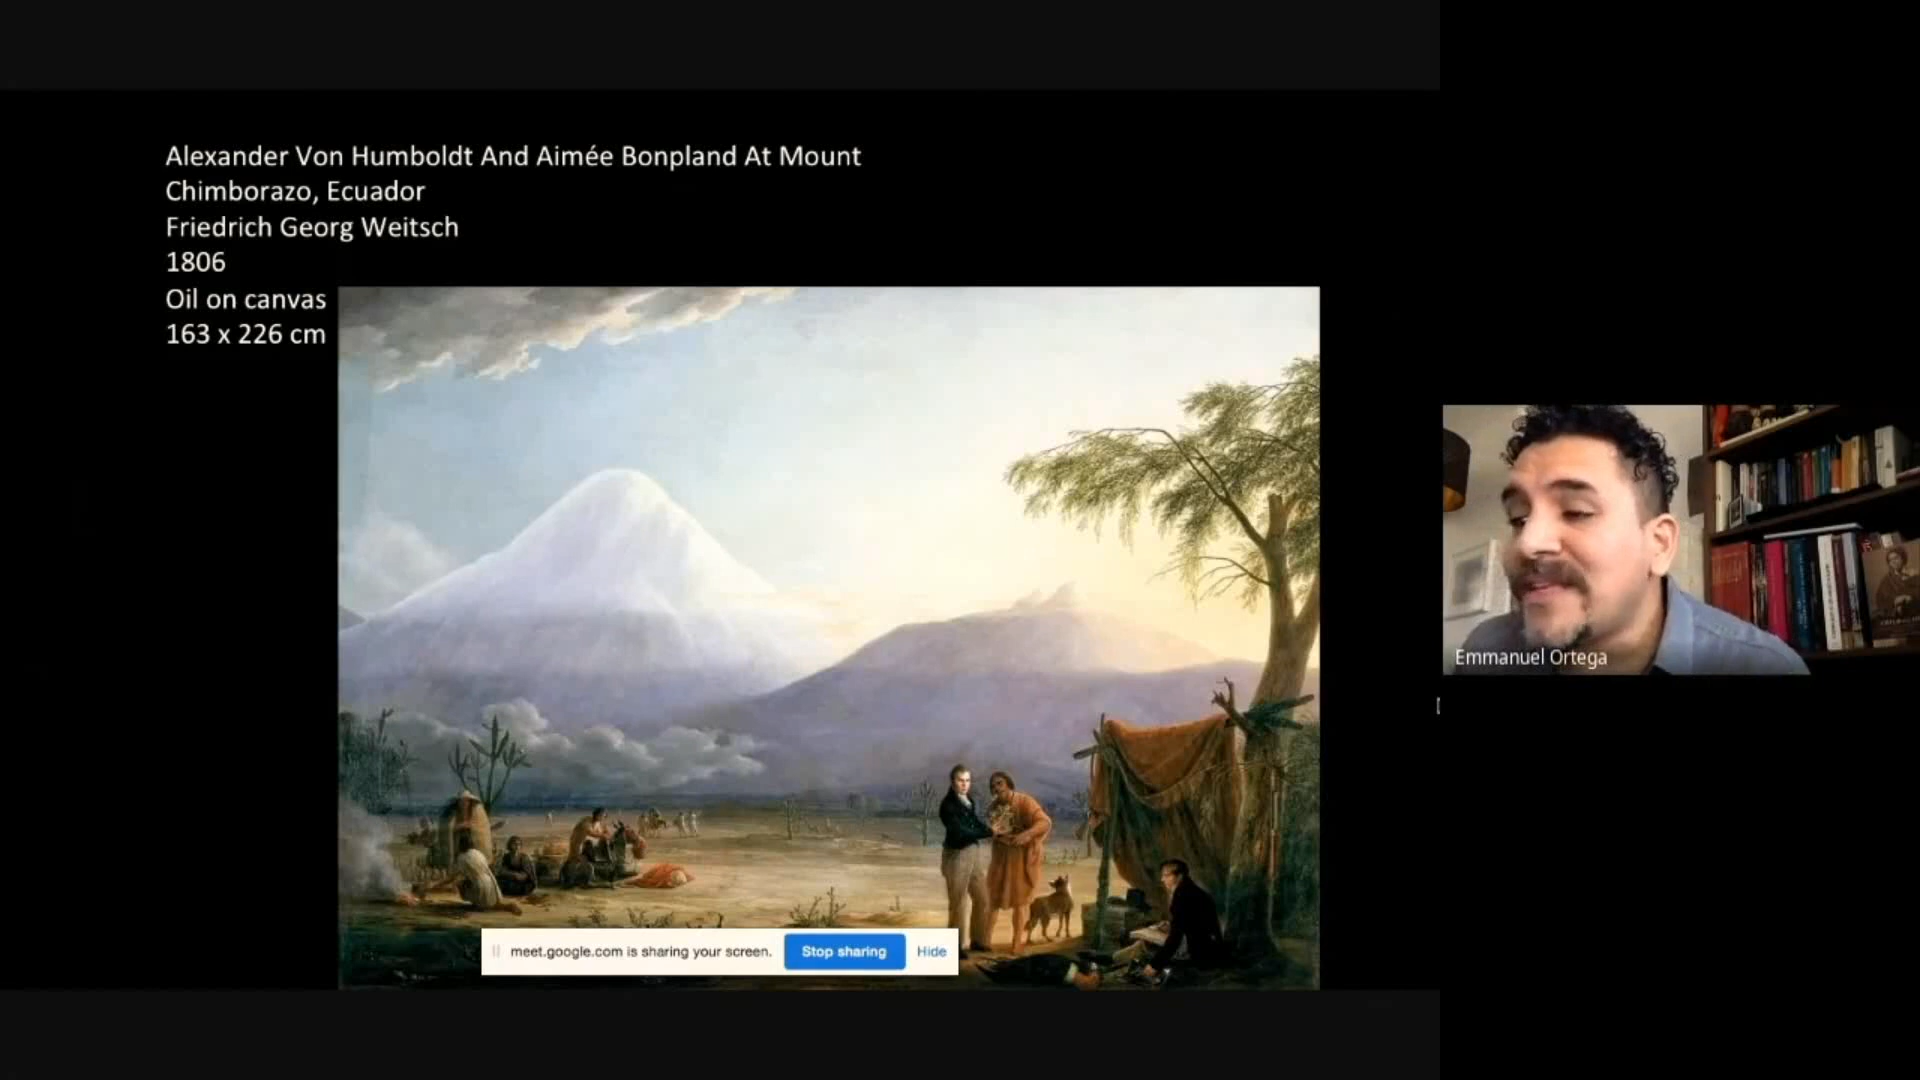 Alexander Von Humboldt And Aimée Bonpland At Mount
Chimborazo, Ecuador
Friedrich Georg Weitsch
1806
Oil on canvas
163 x 226 cm
Emmanuel Ortega
meet.google.com is sharing your screen. Stop sharing Hide